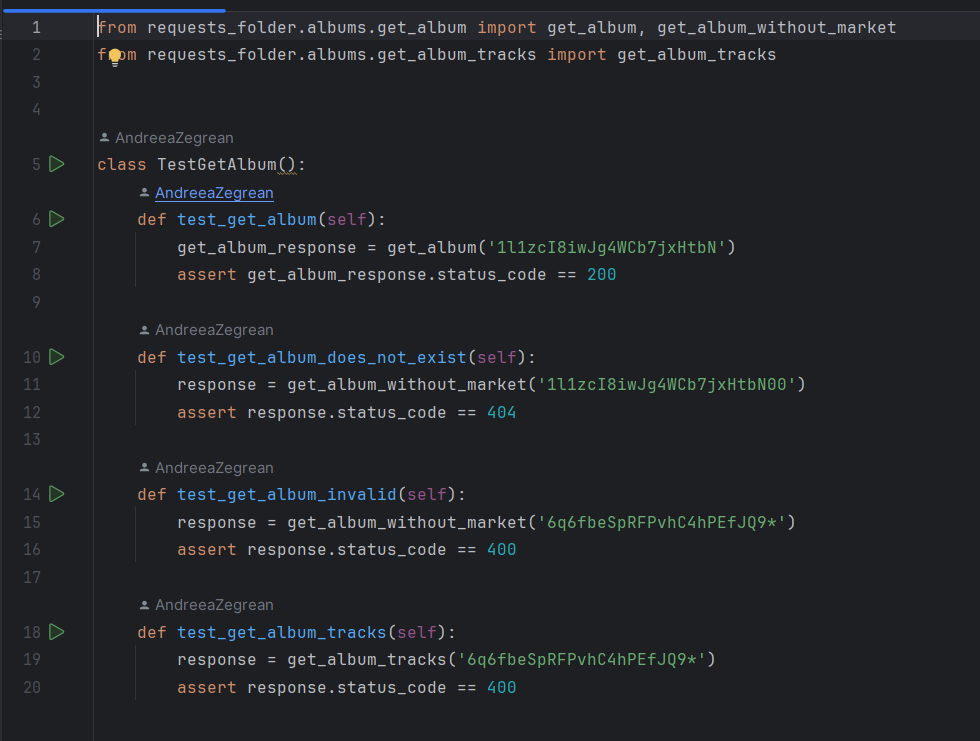 1 from requests_folder.albums.get_album import get_album, get_album_without_market
2 from requests_folder.albums.get_album_tracks import get_album_tracks
3
4
AndreeaZegrean
5 class TestGetAlbum():
AndreeaZegrean
6 def test_get_album(self):
7 get_album_response = get_album('1l1zcI8iwJg4WCb7jxHtbN')
8 assert get_album_response.status_code == 200
9
AndreeaZegrean
10 def test_get_album_does_not_exist(self):
11 response = get_album_without_market('1l1zcI8iwJg4WCb7jxHtbN00')
12 assert response.status_code == 404
13
AndreeaZegrean
14 def test_get_album_invalid(self):
15 response = get_album_without_market('6q6fbeSpRFPvhC4hPEfJQ9*')
16 assert response.status_code == 400
17
AndreeaZegrean
18 def test_get_album_tracks(self):
19 response = get_album_tracks('6q6fbeSpRFPvhC4hPEfJQ9*')
20 assert response.status_code == 400